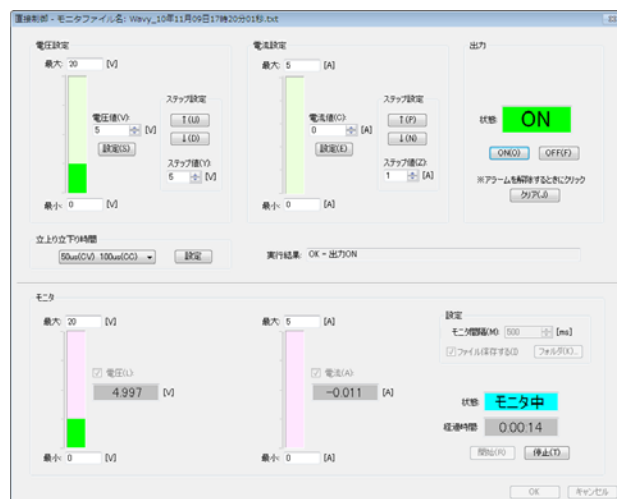 直接制御 - モニタファイル名: Wavy_10年11月09日17時20分01秒.txt
電圧設定
最大: 20 [V]
電圧値(V):
5 [V]
設定(S)
ステップ設定
↑(U)
↓(D)
ステップ値(Y):
5 [V]
最小: 0 [V]
電流設定
最大: 5 [A]
電流値(C):
0 [A]
設定(E)
ステップ設定
↑(P)
↓(N)
ステップ値(Z):
1 [A]
最小: 0 [A]
出力
状態: ON
ON(O) OFF(F)
※アラームを解除するときにクリック
クリア(J)
立上り立下り時間
50us(CV) 100us(CC) 設定
実行結果: OK = 出力ON
モニタ
最大: 20 [V]
電圧(L):
4.997 [V]
最小: 0 [V]
最大: 5 [A]
電流(A):
-0.011 [A]
最小: 0 [A]
設定
モニタ間隔(M): 500 [ms]
ファイル保存する(I) フォルダ(X)...
状態: モニタ中
経過時間: 0:00:14
開始(R) 停止(T)
OK キャンセル